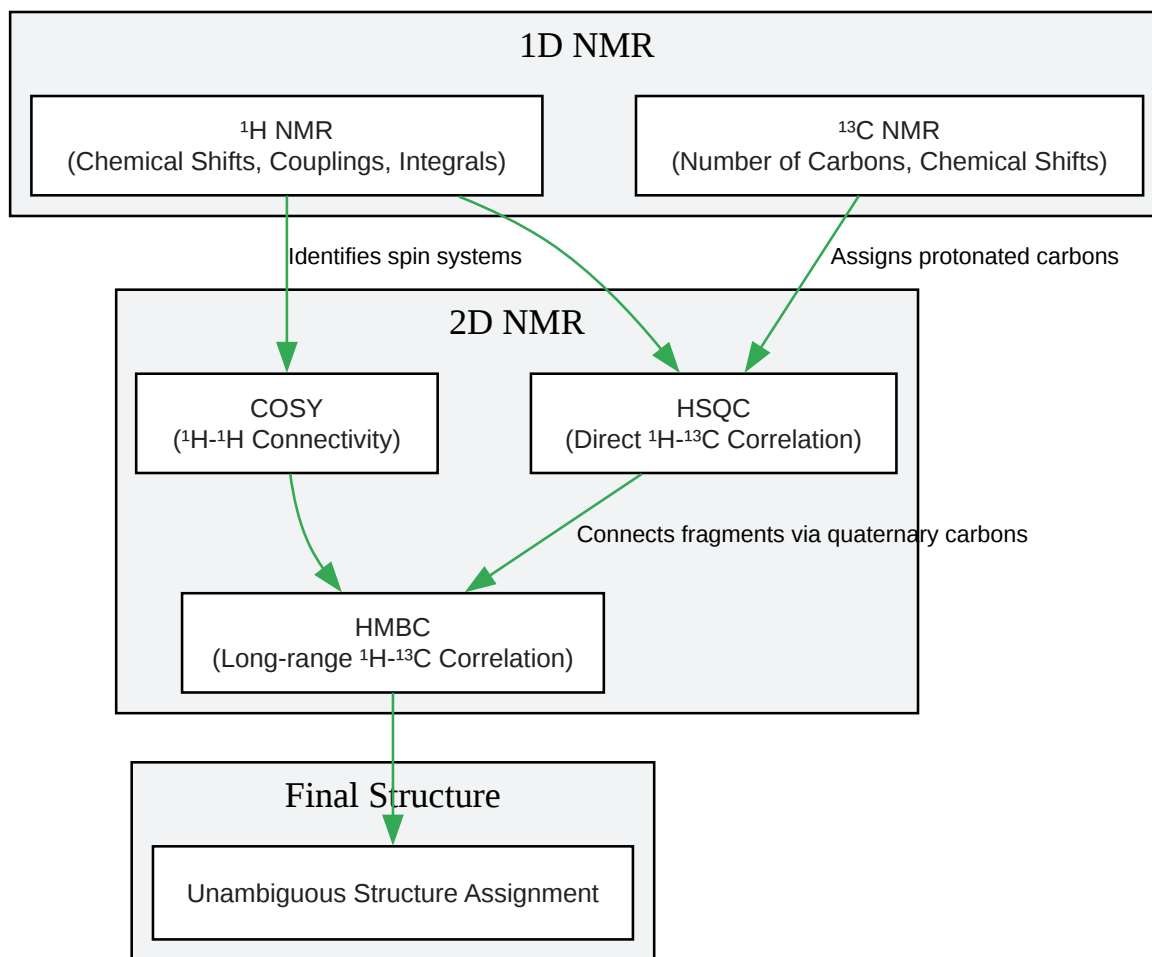 1D NMR
¹H NMR
(Chemical Shifts, Couplings, Integrals)
¹³C NMR
(Number of Carbons, Chemical Shifts)
Identifies spin systems
Assigns protonated carbons
2D NMR
COSY
(¹H-¹H Connectivity)
HSQC
(Direct ¹H-¹³C Correlation)
Connects fragments via quaternary carbons
HMBC
(Long-range ¹H-¹³C Correlation)
Final Structure
Unambiguous Structure Assignment